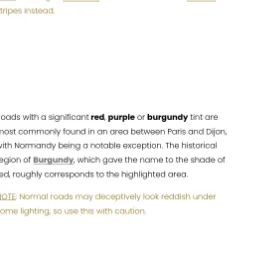 tripes instead.
oads with a significant red, purple or burgundy tint are
most commonly found in an area between Paris and Dijon,
with Normandy being a notable exception. The historical
egion of Burgundy, which gave the name to the shade of
ed, roughly corresponds to the highlighted area.
NOTE: Normal roads may deceptively look reddish under
ome lighting, so use this with caution.